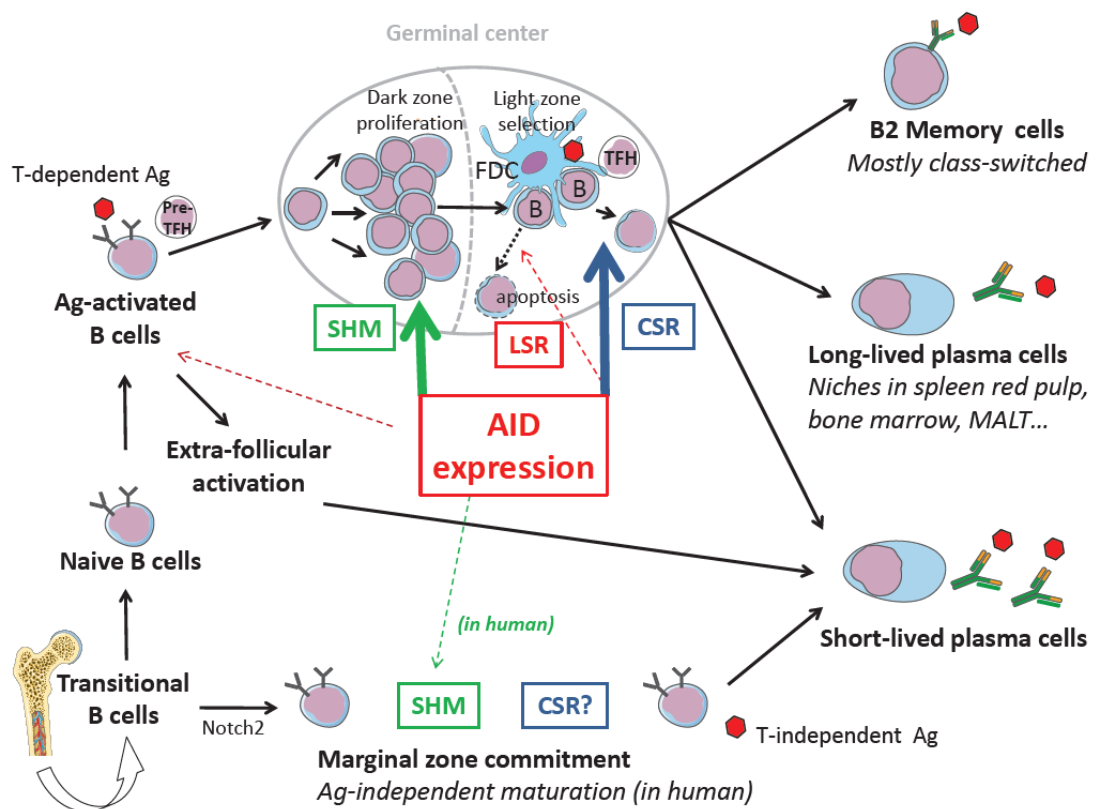 Germinal center
Dark zone
proliferation
Light zone
selection
FDC
TFH
B
B
apoptosis
T-dependent Ag
Pre-
TFH
Ag-activated
B cells
SHM
LSR
CSR
AID
expression
Extra-follicular
activation
Naive B cells
(in human)
Transitional
B cells
Notch2
SHM
CSR?
T-independent Ag
Marginal zone commitment
Ag-independent maturation (in human)
B2 Memory cells
Mostly class-switched
Long-lived plasma cells
Niches in spleen red pulp,
bone marrow, MALT…
Short-lived plasma cells